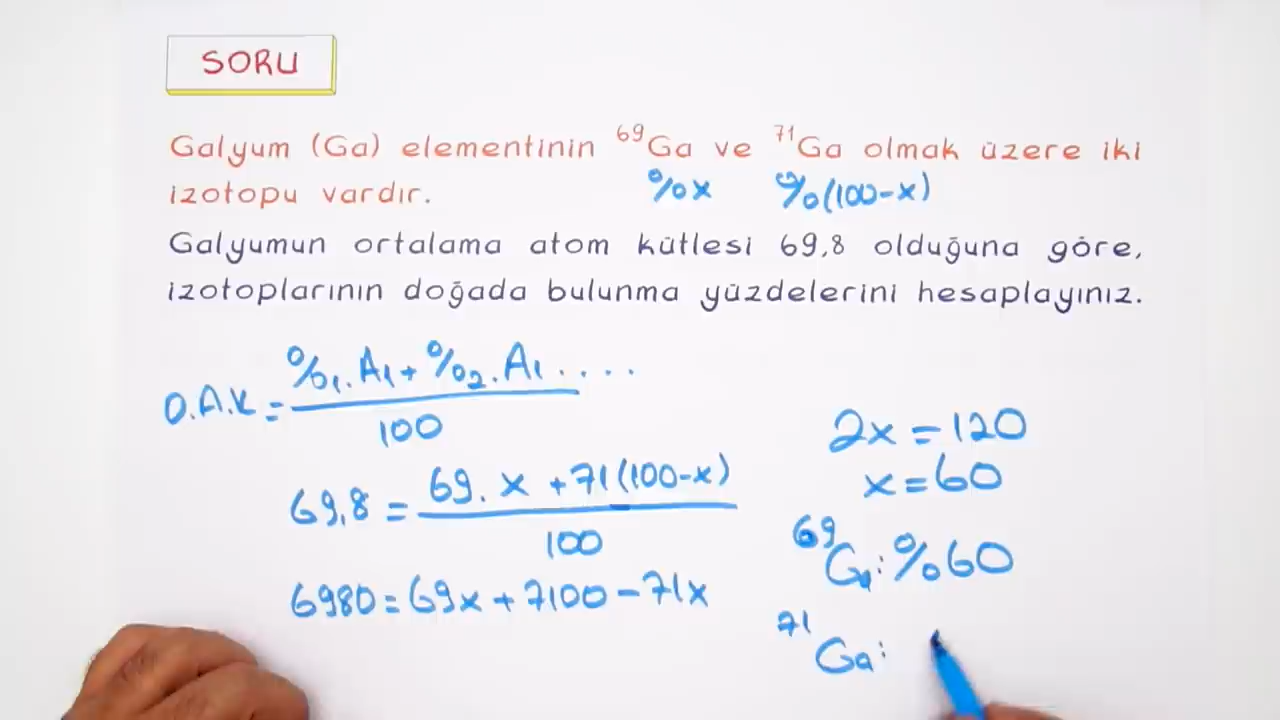 SORU
Galyum (Ga) elementinin ⁶⁹Ga ve ⁷¹Ga olmak üzere iki
izotopu vardır.
%x %(100-x)
Galyumun ortalama atom kütlesi 69,8 olduğuna göre,
izotoplarının doğada bulunma yüzdelerini hesaplayınız.
O.A.K = %₁.A₁ + %₂.A₁ ....
100
69,8 = 69. x + 71(100-x)
100
6980 = 69x + 7100 - 71x
2x = 120
x = 60
⁶⁹Ga: %60
⁷¹Ga: